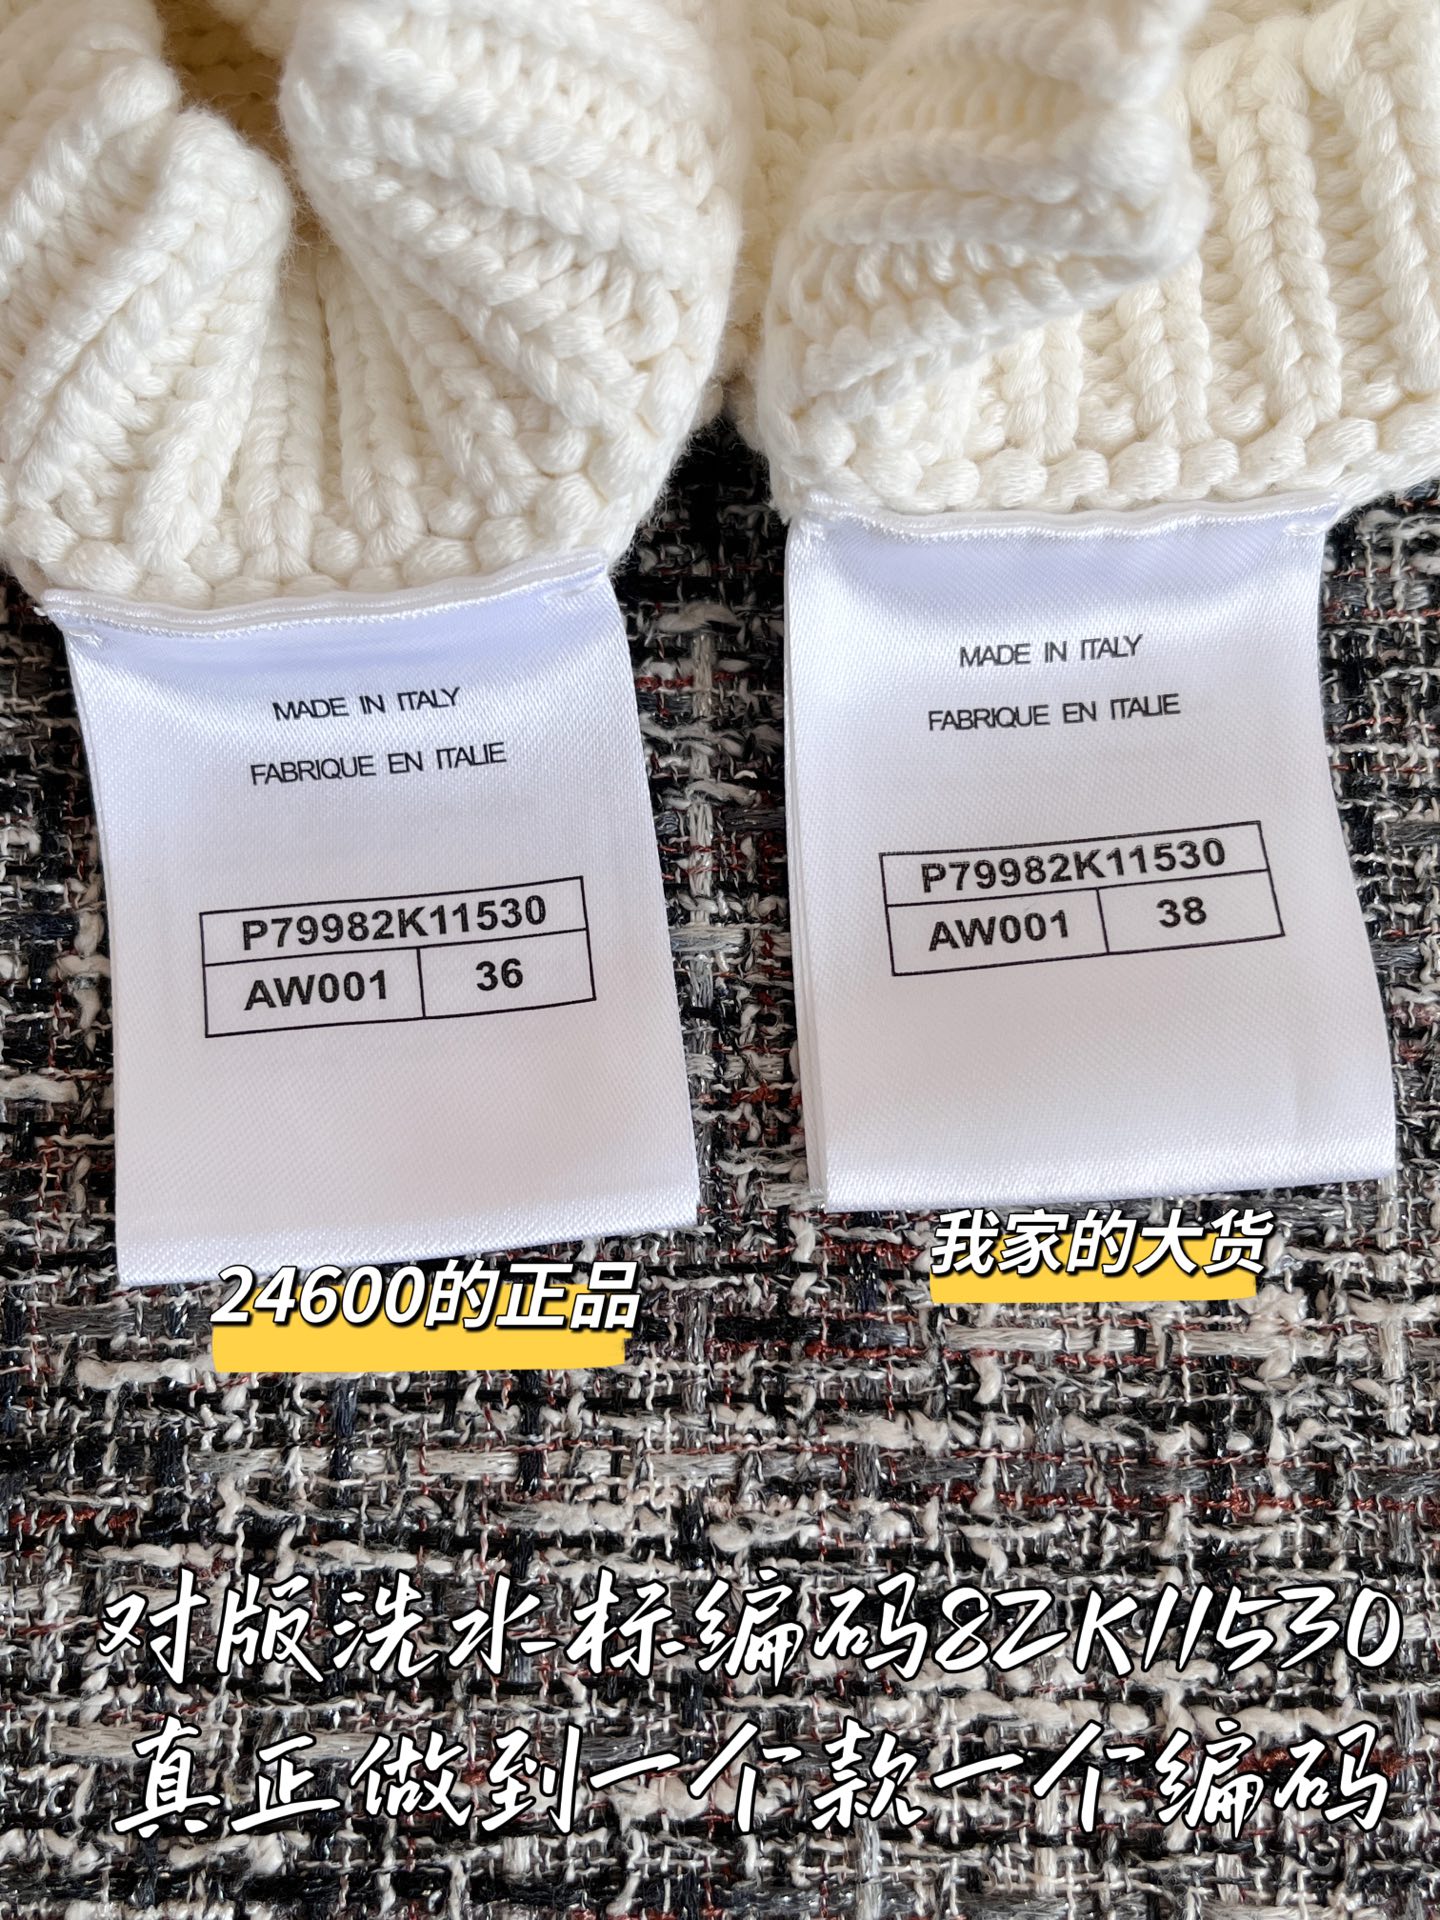 MADE IN ITALY
FABRIQUE EN ITALIE
P79982K11530
AW001 36
MADE IN ITALY
FABRIQUE EN ITALIE
P79982K11530
AW001 38
24600的正品
我家的大货
对版洗水标编码82K11530
真正做到一个款一个编码